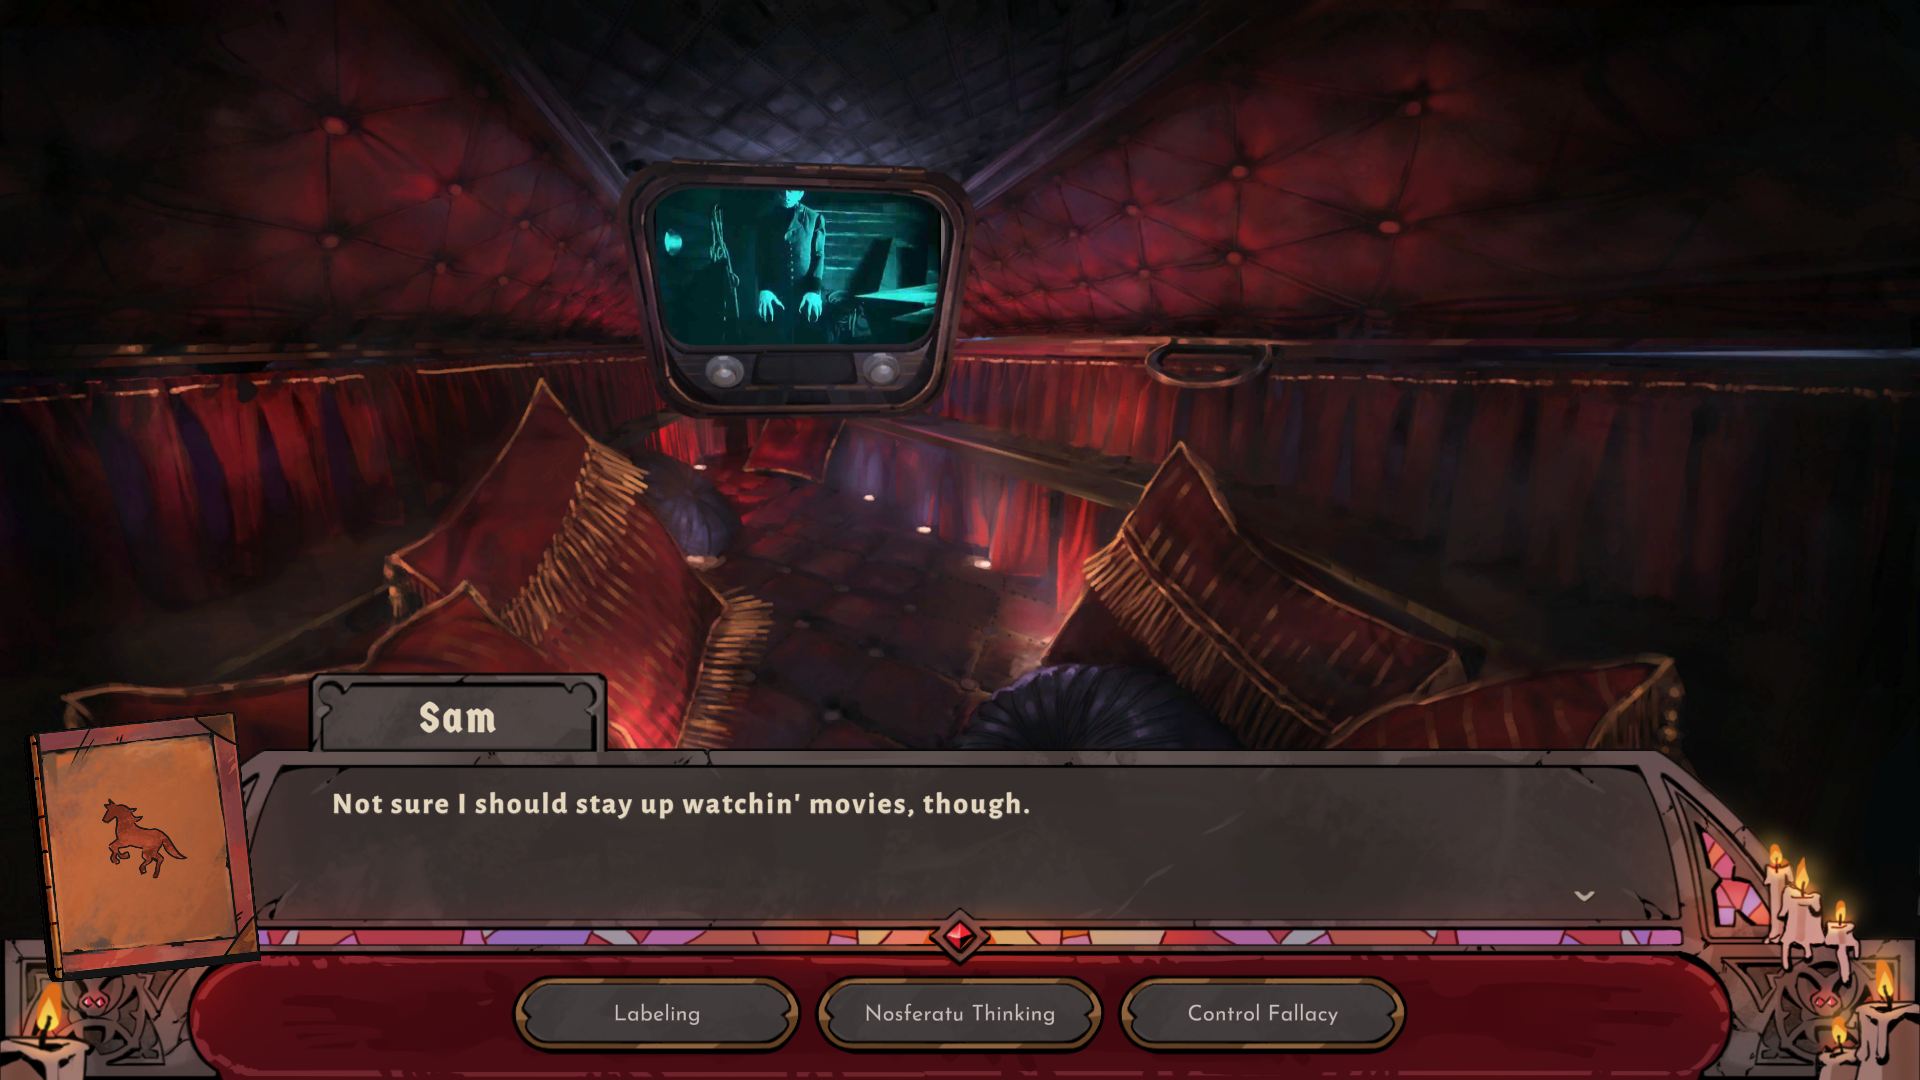 Sam
Not sure I should stay up watchin' movies, though.
Labeling
Nosferatu Thinking
Control Fallacy